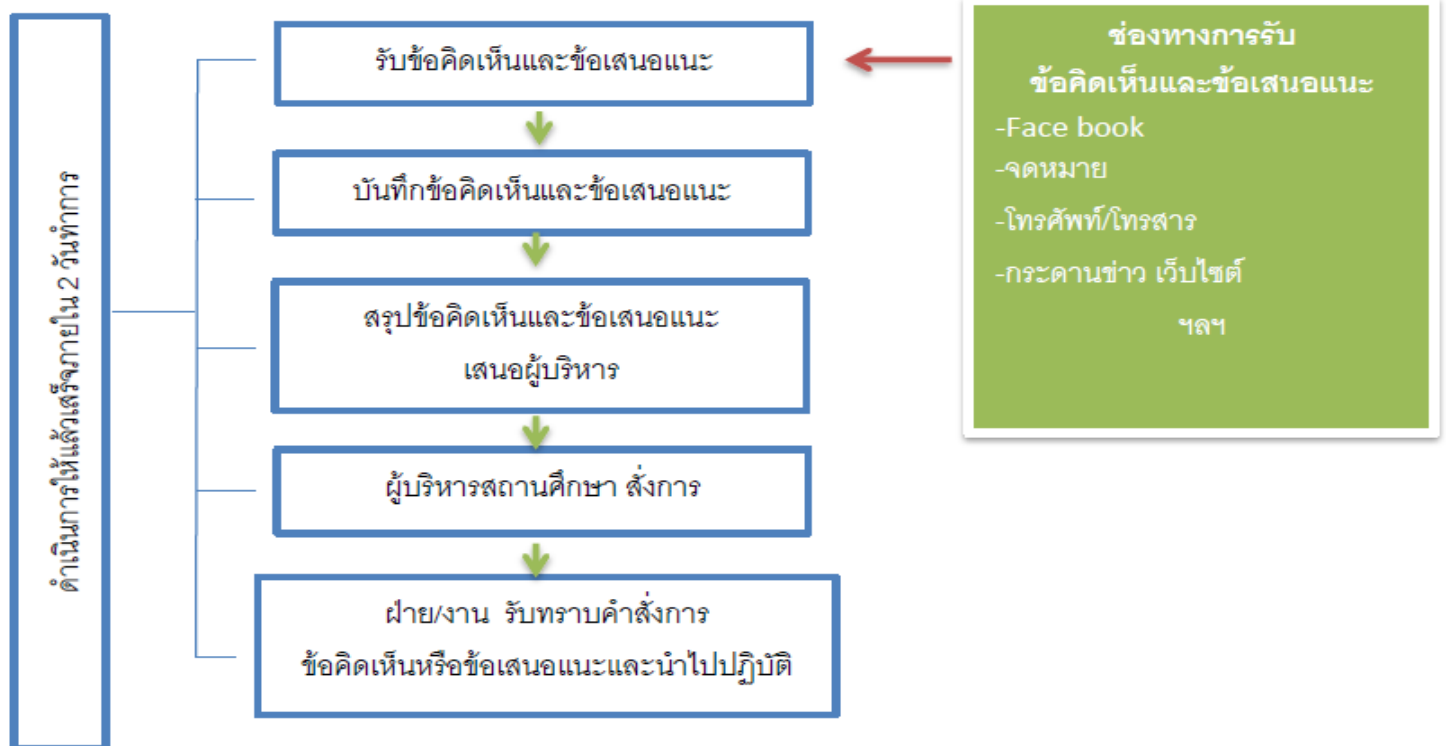 ดำเนินการให้แล้วเสร็จภายใน 2 วันทำการ
รับข้อคิดเห็นและข้อเสนอแนะ
บันทึกข้อคิดเห็นและข้อเสนอแนะ
สรุปข้อคิดเห็นและข้อเสนอแนะ
เสนอผู้บริหาร
ผู้บริหารสถานศึกษา สั่งการ
ฝ่าย/งาน รับทราบคำสั่งการ
ข้อคิดเห็นหรือข้อเสนอแนะและนำไปปฏิบัติ
ช่องทางการรับ
ข้อคิดเห็นและข้อเสนอแนะ
-Face book
-จดหมาย
-โทรศัพท์/โทรสาร
-กระดานข่าว เว็บไซต์
ฯลฯ